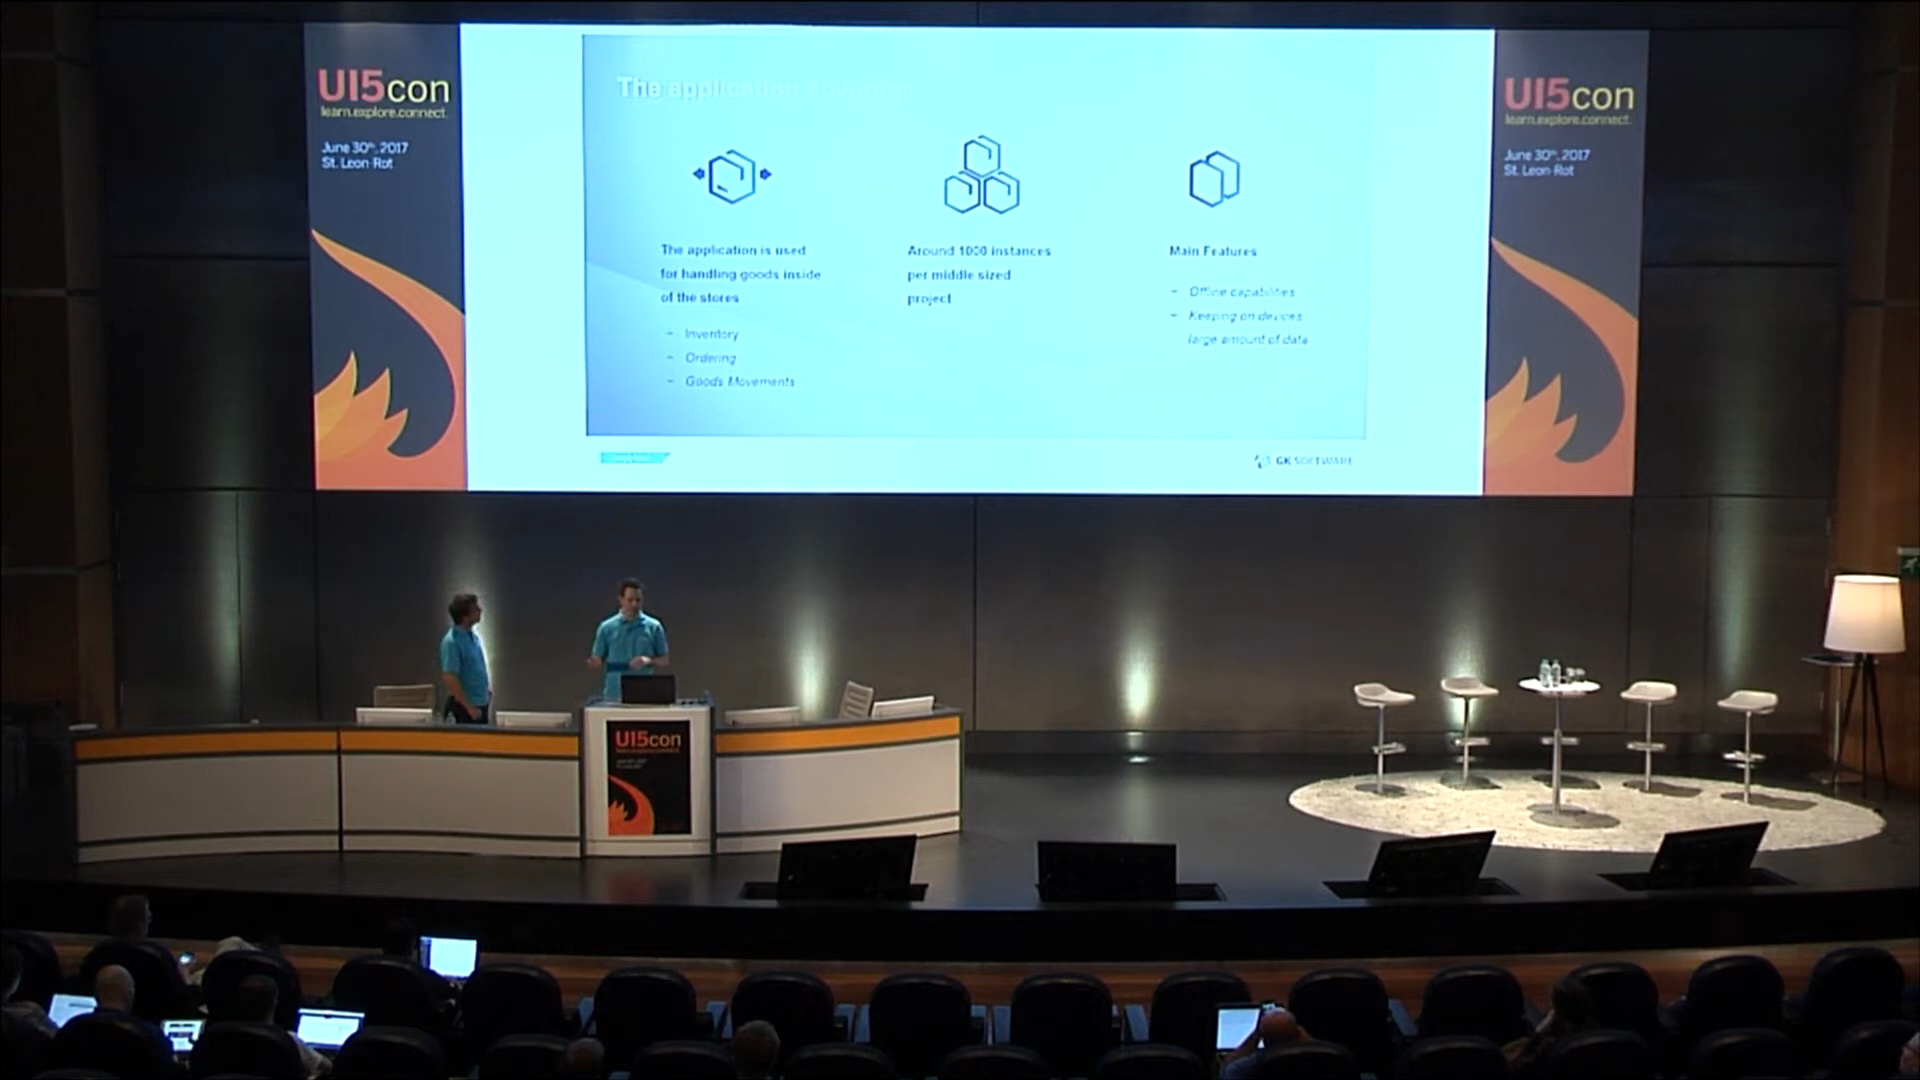 UI5con
learn.explore.connect.
June 30th, 2017
St. Leon-Rot
The application
The application is used
for handling goods inside
of the stores
- Inventory
- Ordering
- Goods Movements
Around 1000 instances
per middle sized
project
Main Features
- Offline capabilities
- Keeping on devices
large amount of data
GK SOFTWARE
UI5con
learn.explore.connect.
June 30th, 2017
St. Leon-Rot
UI5con